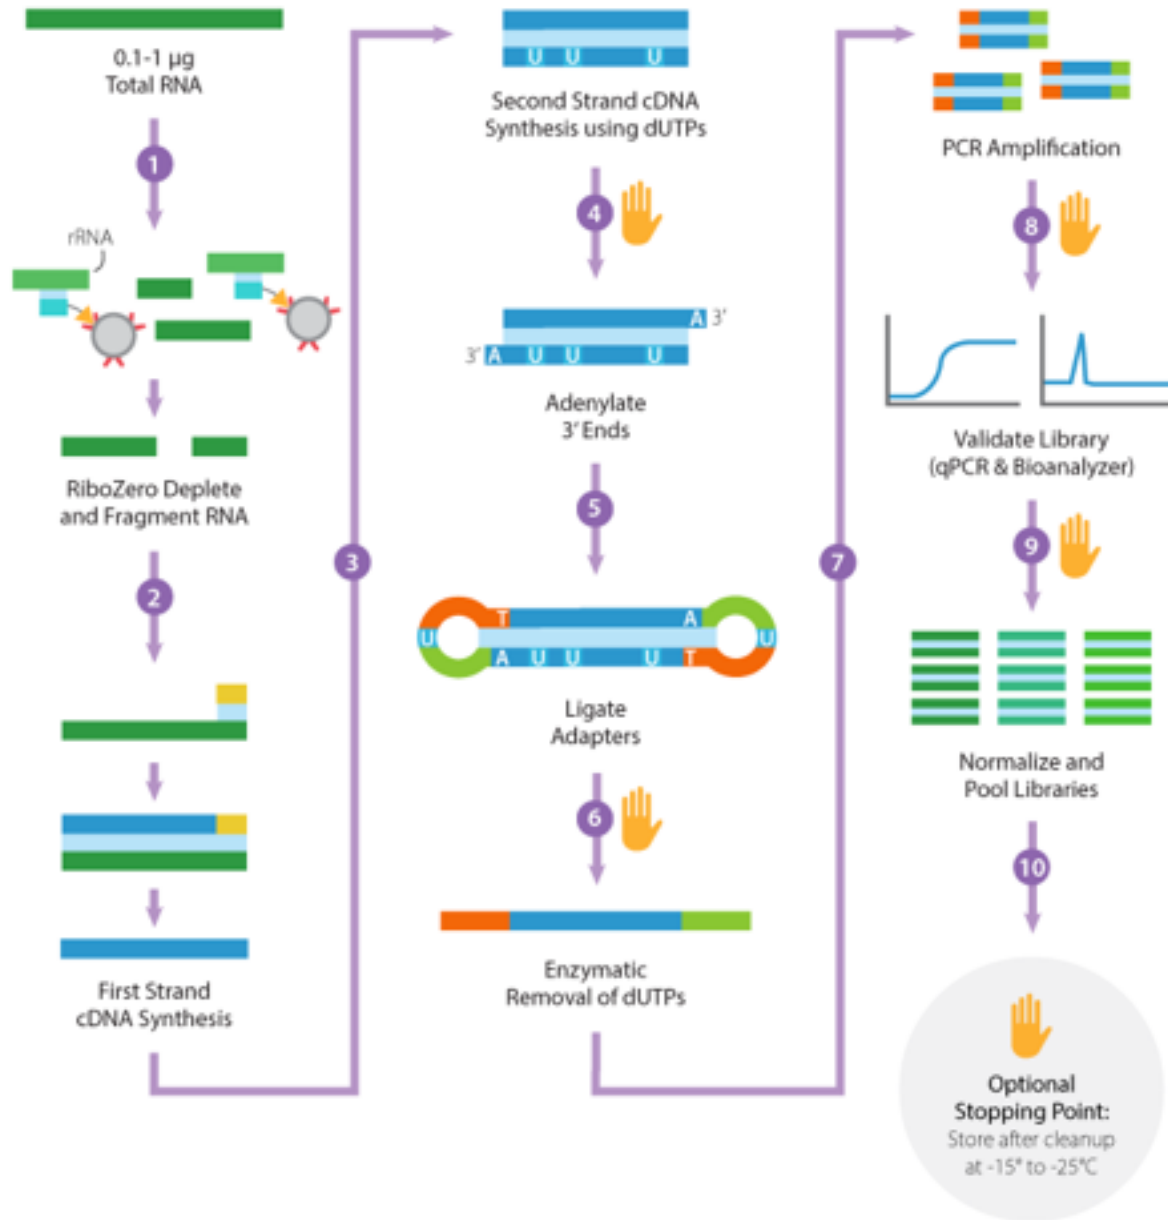 0.1-1 µg
Total RNA
1
rRNA
RiboZero Deplete
and Fragment RNA
2
First Strand
cDNA Synthesis
3
U U U
Second Strand cDNA
Synthesis using dUTPs
4
A 3′
3′ A U U U
Adenylate
3′ Ends
5
T A
U U
A U U U T
Ligate
Adapters
6
Enzymatic
Removal of dUTPs
7
PCR Amplification
8
Validate Library
(qPCR & Bioanalyzer)
9
Normalize and
Pool Libraries
10
Optional
Stopping Point:
Store after cleanup
at -15° to -25°C